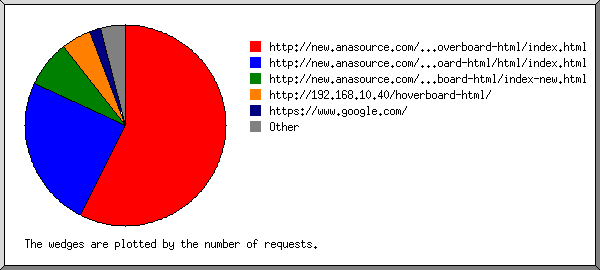 http://new.anasource.com/...overboard-html/index.html
http://new.anasource.com/...oard-html/html/index.html
http://new.anasource.com/...board-html/index-new.html
http://192.168.10.40/hoverboard-html/
https://www.google.com/
Other
The wedges are plotted by the number of requests.